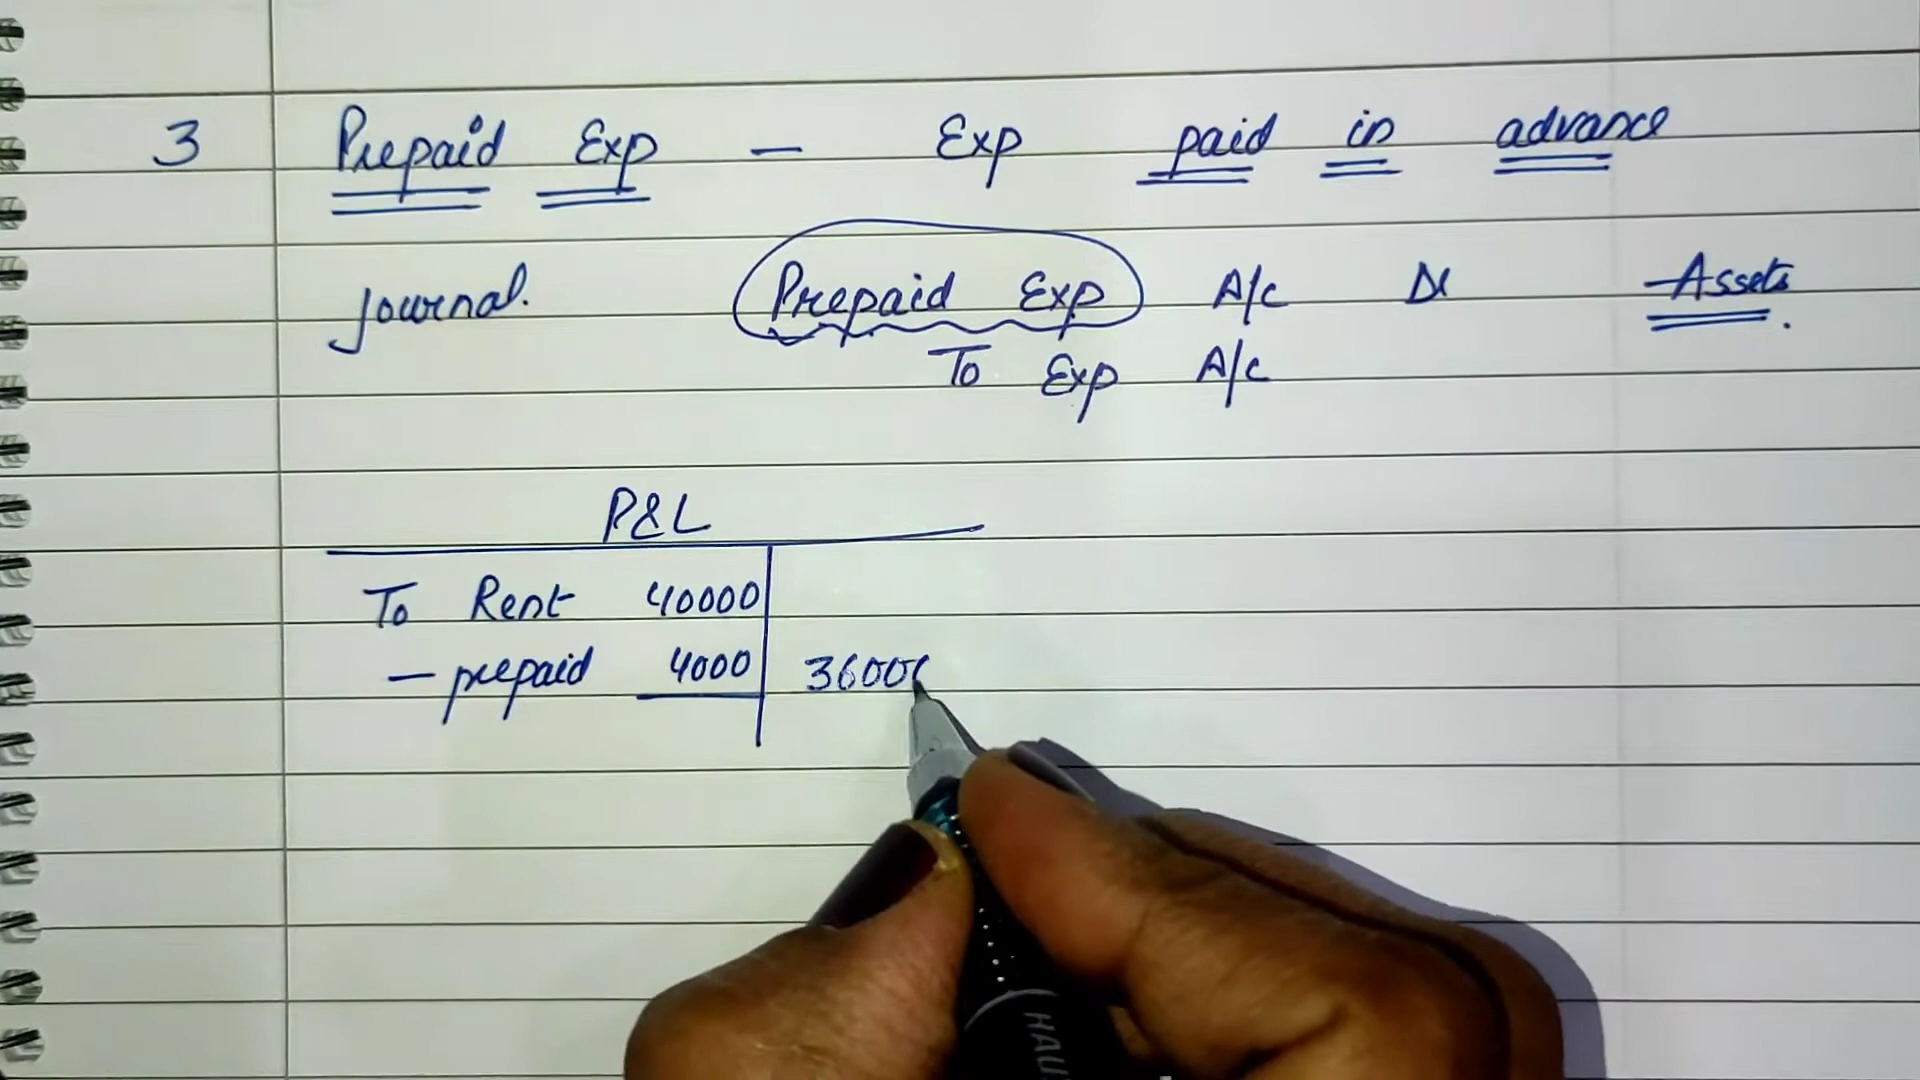 3 Prepaid Exp - Exp paid in advance
Journal. Prepaid Exp A/c Dr - Assets.
To Exp A/c
P&L
To Rent 40000
- prepaid 4000 36000
HAU